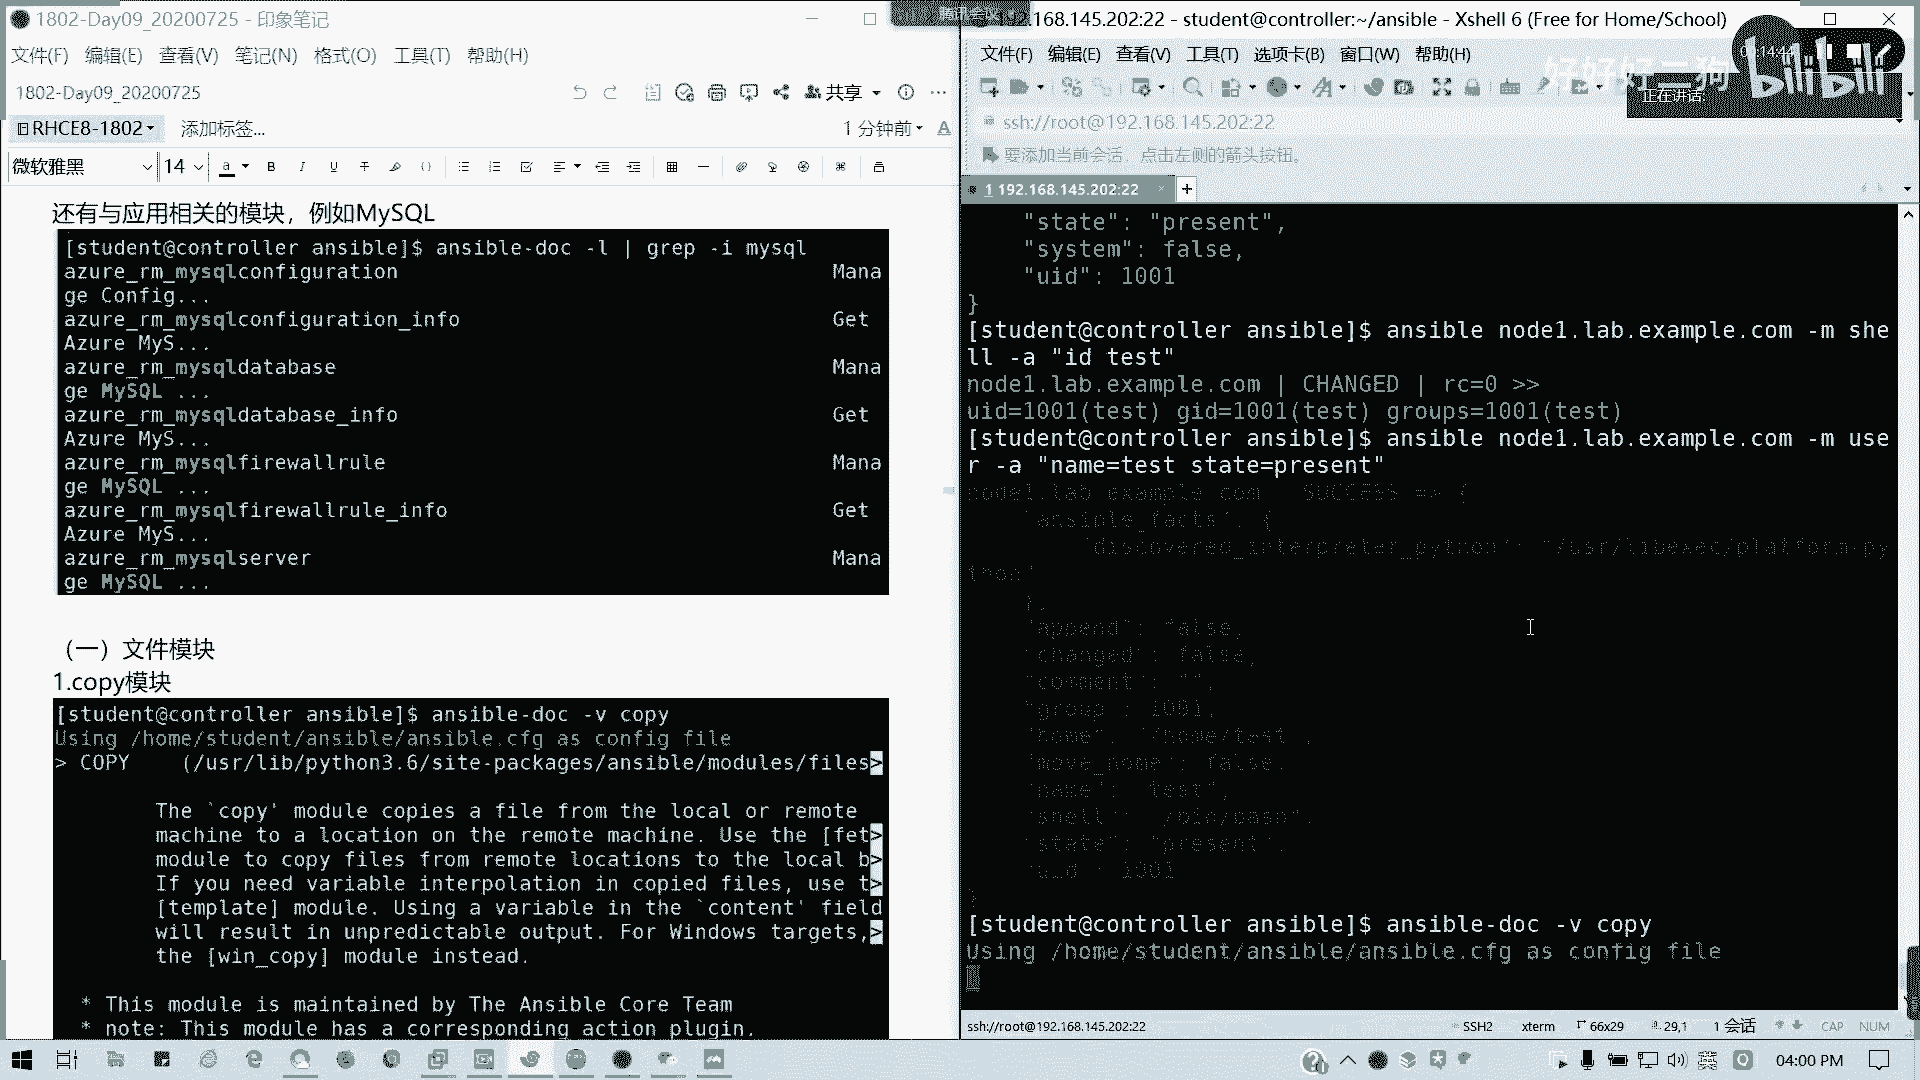 1802-Day09_20200725 - 印象笔记
文件(F) 编辑(E) 查看(V) 笔记(N) 格式(O) 工具(T) 帮助(H)
1802-Day09_20200725
共享
RHCE8-1802 添加标签...
1 分钟前
微软雅黑 14
还有与应用相关的模块，例如MySQL
[student@controller ansible]$ ansible-doc -l | grep -i mysql
azure_rm_mysqlconfiguration Mana
ge Config...
azure_rm_mysqlconfiguration_info Get
Azure MyS...
azure_rm_mysqldatabase Mana
ge MySQL ...
azure_rm_mysqldatabase_info Get
Azure MyS...
azure_rm_mysqlfirewallrule Mana
ge MySQL ...
azure_rm_mysqlfirewallrule_info Get
Azure MyS...
azure_rm_mysqlserver Mana
ge MySQL ...
（一）文件模块
1.copy模块
[student@controller ansible]$ ansible-doc -v copy
Using /home/student/ansible/ansible.cfg as config file
> COPY    (/usr/lib/python3.6/site-packages/ansible/modules/files>
The `copy' module copies a file from the local or remote
machine to a location on the remote machine. Use the [fet>
module to copy files from remote locations to the local b>
If you need variable interpolation in copied files, use t>
[template] module. Using a variable in the `content' field
will result in unpredictable output. For Windows targets,>
the [win_copy] module instead.
* This module is maintained by The Ansible Core Team
* note: This module has a corresponding action plugin.
腾讯会议
.168.145.202:22 - student@controller:~/ansible - Xshell 6 (Free for Home/School)
文件(F) 编辑(E) 查看(V) 工具(T) 选项卡(B) 窗口(W) 帮助(H)
好好好二狗 bilibili
正在讲话:
ssh://root@192.168.145.202:22
要添加当前会话，点击左侧的箭头按钮。
1 192.168.145.202:22
"state": "present",
"system": false,
"uid": 1001
}
[student@controller ansible]$ ansible node1.lab.example.com -m she
ll -a "id test"
node1.lab.example.com | CHANGED | rc=0 >>
uid=1001(test) gid=1001(test) groups=1001(test)
[student@controller ansible]$ ansible node1.lab.example.com -m use
r -a "name=test state=present"
node1.lab.example.com | SUCCESS => {
"ansible_facts": {
"discovered_interpreter_python": "/usr/libexec/platform-py
thon"
},
"append": false,
"changed": false,
"comment": "",
"group": 1001,
"home": "/home/test",
"move_home": false,
"name": "test",
"shell": "/bin/bash",
"state": "present",
"uid": 1001
}
[student@controller ansible]$ ansible-doc -v copy
Using /home/student/ansible/ansible.cfg as config file
ssh://root@192.168.145.202:22 SSH2 xterm 66x29 29,1 1 会话 CAP NUM
英 04:00 PM